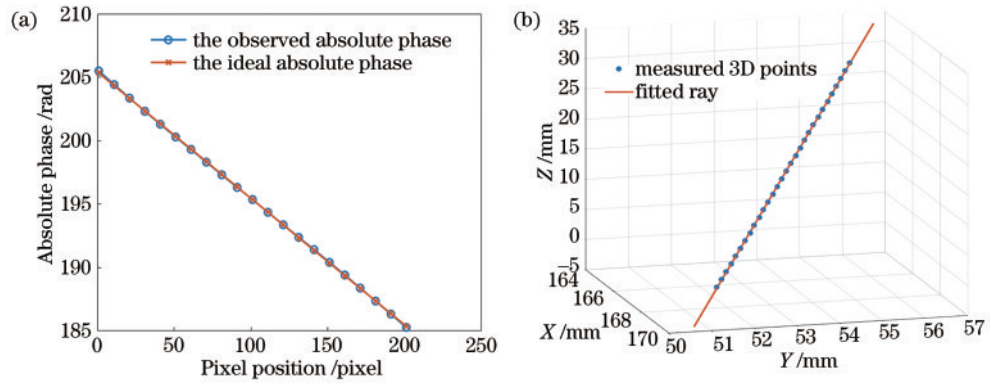 (a)
the observed absolute phase
the ideal absolute phase
205
200
195
190
185
0
50
100
150
200
250
Absolute phase /rad
Pixel position /pixel
(b)
measured 3D points
fitted ray
35
30
25
20
15
10
5
0
-5
Z /mm
164
166
168
170
X /mm
50
51
52
53
54
55
56
57
Y /mm